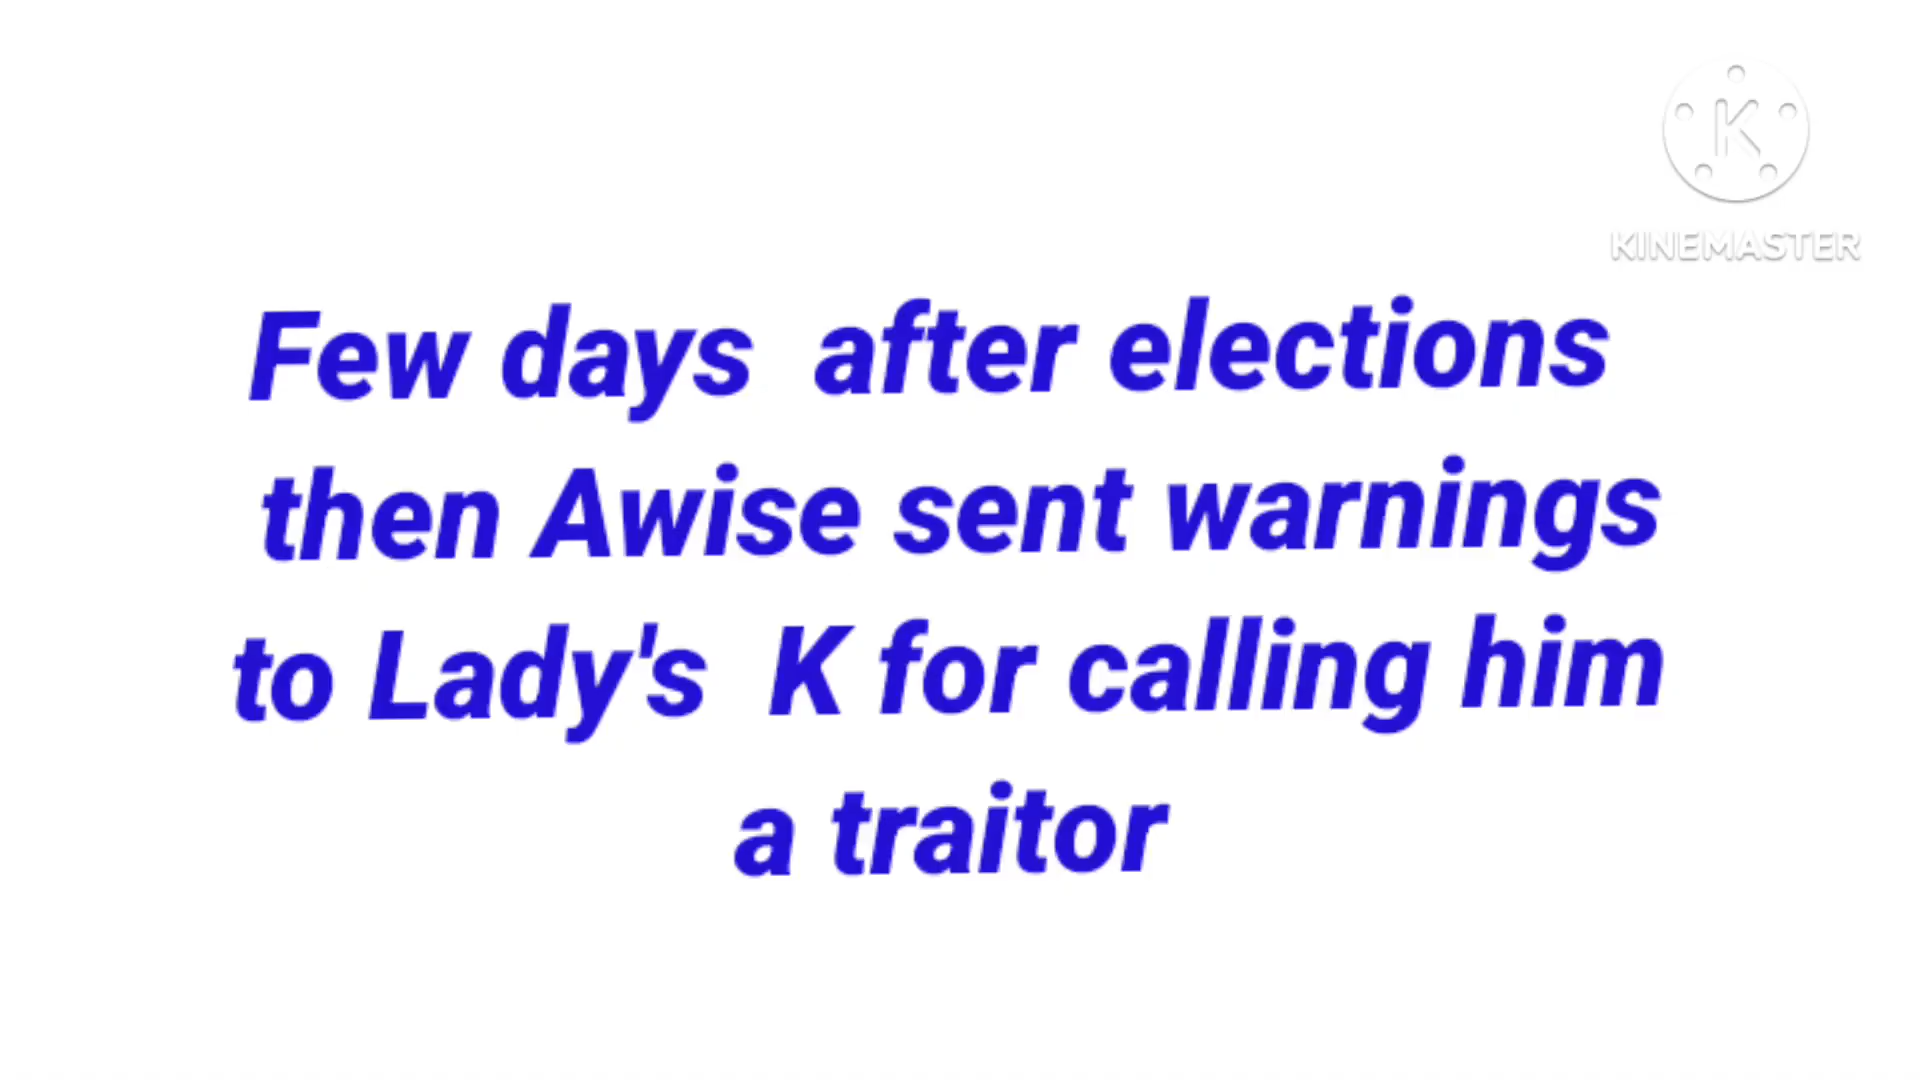 K
KINEMASTER
Few days after elections
then Awise sent warnings
to Lady's K for calling him
a traitor